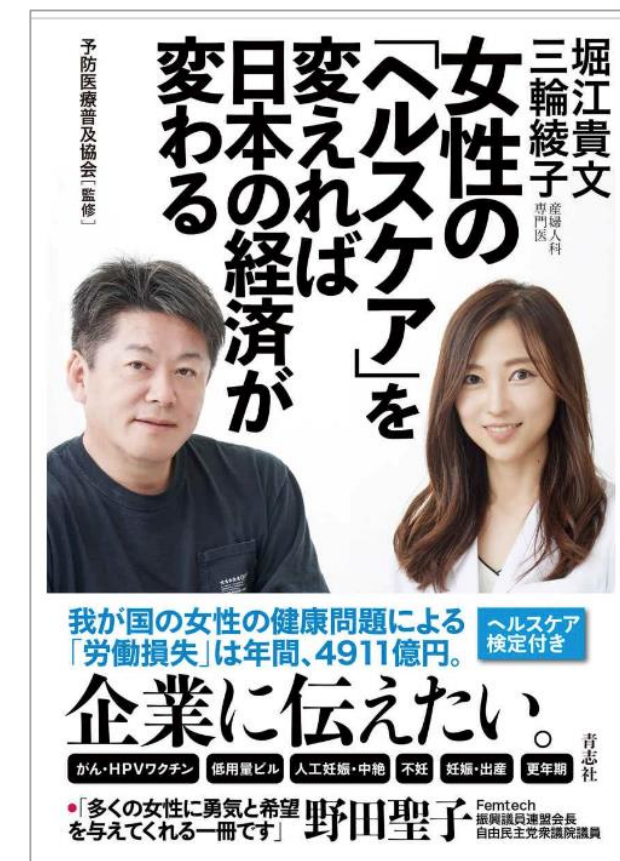 堀江貴文
三輪綾子
産婦人科
専門医
女性の
「ヘルスケア」を
変えれば
日本の経済が
変わる
予防医療普及協会[監修]
我が国の女性の健康問題による
「労働損失」は年間、4911億円。
ヘルスケア
検定付き
企業に伝えたい。
がん・HPVワクチン 低用量ピル 人工妊娠・中絶 不妊 妊娠・出産 更年期
青志社
●「多くの女性に勇気と希望
を与えてくれる一冊です」
野田聖子
Femtech
振興議員連盟会長
自由民主党衆議院議員